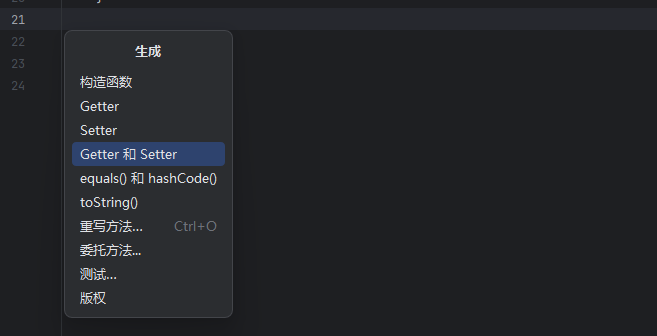 21
22
23
24
生成
构造函数
Getter
Setter
Getter 和 Setter
equals() 和 hashCode()
toString()
重写方法... Ctrl+O
委托方法...
测试...
版权